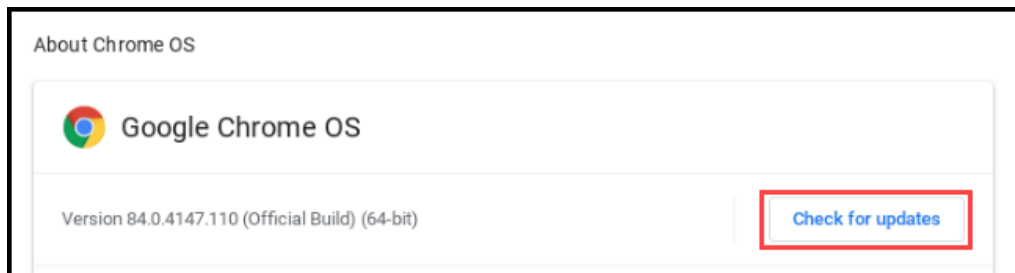 About Chrome OS
Google Chrome OS
Version 84.0.4147.110 (Official Build) (64-bit)
Check for updates